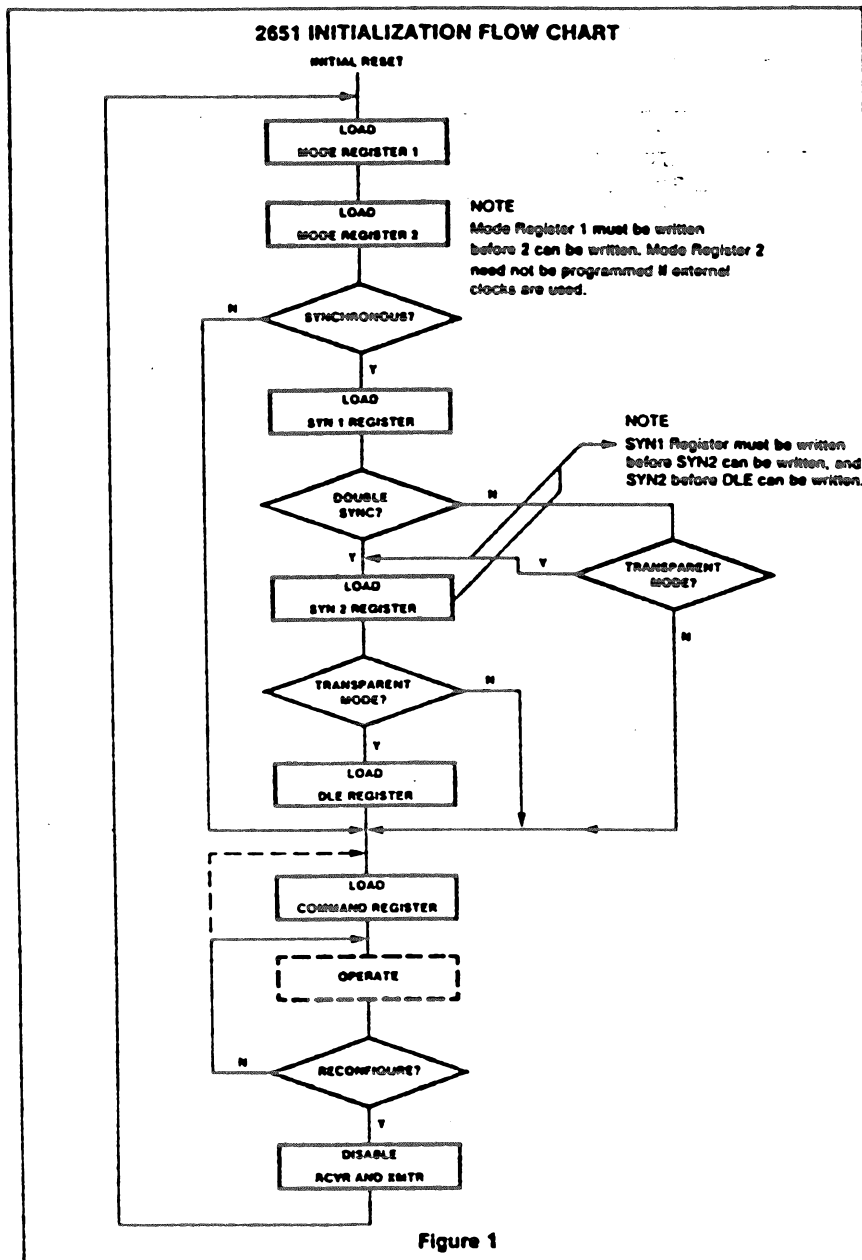 2651 INITIALIZATION FLOW CHART
INITIAL RESET
LOAD
MODE REGISTER 1
LOAD
MODE REGISTER 2
NOTE
Mode Register 1 must be written
before 2 can be written. Mode Register 2
need not be programmed if external
clocks are used.
N
SYNCHRONOUS?
Y
LOAD
SYN 1 REGISTER
NOTE
SYN1 Register must be written
before SYN2 can be written, and
SYN2 before DLE can be written.
DOUBLE
SYNC?
N
Y
Y
TRANSPARENT
MODE?
LOAD
SYN 2 REGISTER
N
TRANSPARENT
MODE?
N
Y
LOAD
DLE REGISTER
LOAD
COMMAND REGISTER
OPERATE
N
RECONFIGURE?
Y
DISABLE
RCVR AND XMTR
Figure 1